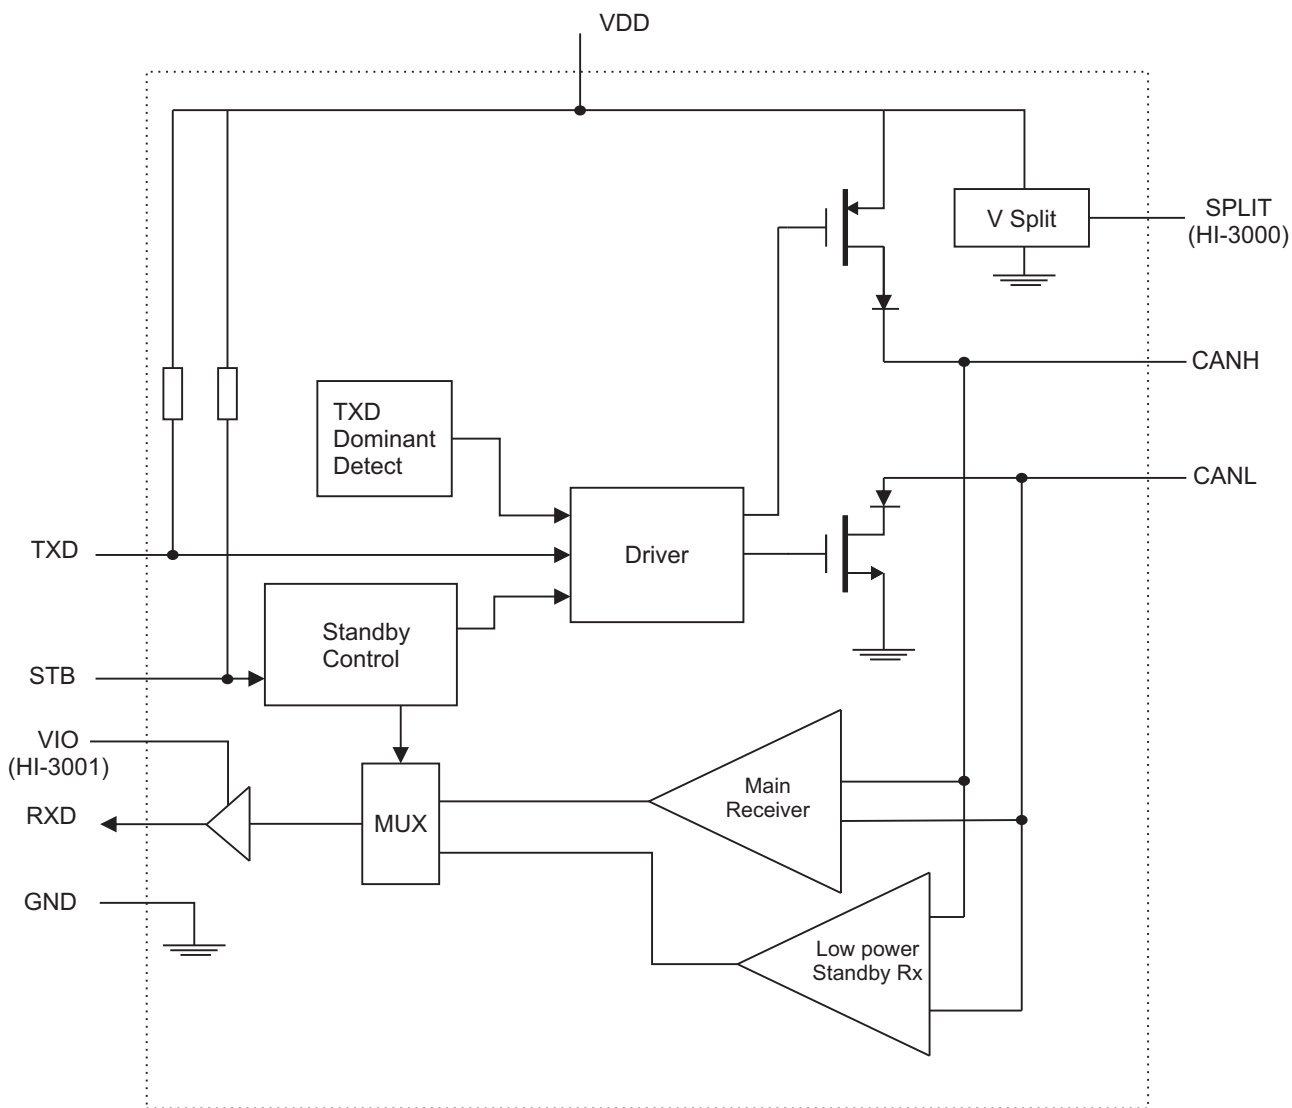 VDD
V Split
SPLIT
(HI-3000)
CANH
TXD
Dominant
Detect
CANL
TXD
Driver
Standby
Control
STB
VIO
(HI-3001)
RXD
MUX
Main
Receiver
GND
Low power
Standby Rx